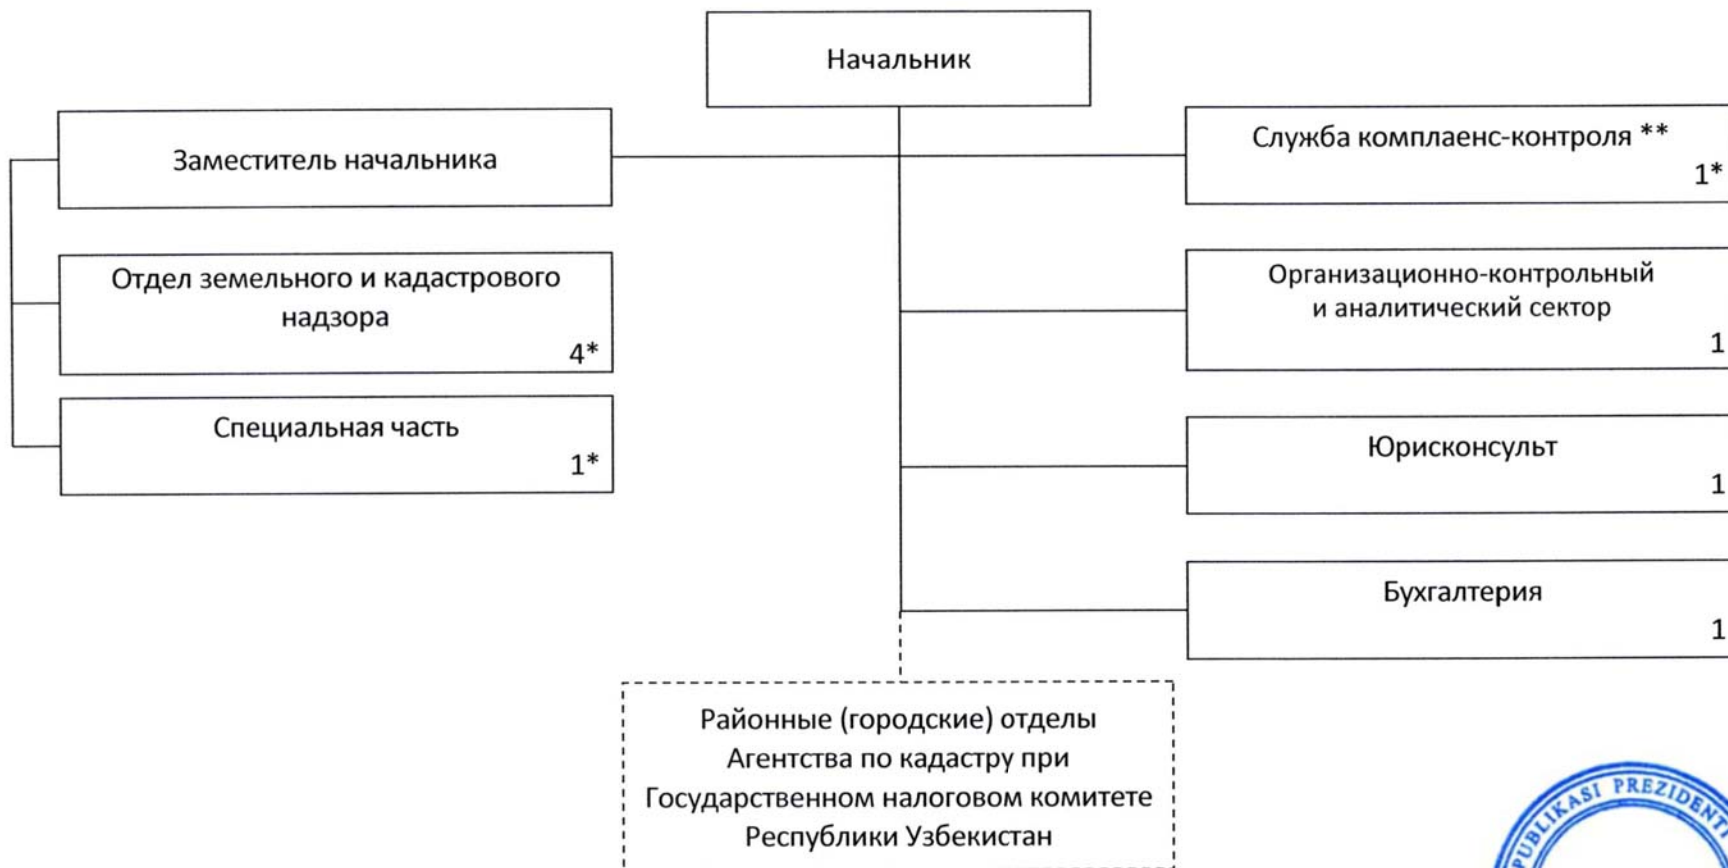 Начальник
Заместитель начальника
Служба комплаенс-контроля **
1*
Отдел земельного и кадастрового
надзора
4*
Организационно-контрольный
и аналитический сектор
1
Специальная часть
1*
Юрисконсульт
1
Бухгалтерия
1
Районные (городские) отделы
Агентства по кадастру при
Государственном налоговом комитете
Республики Узбекистан
PREZIDENT